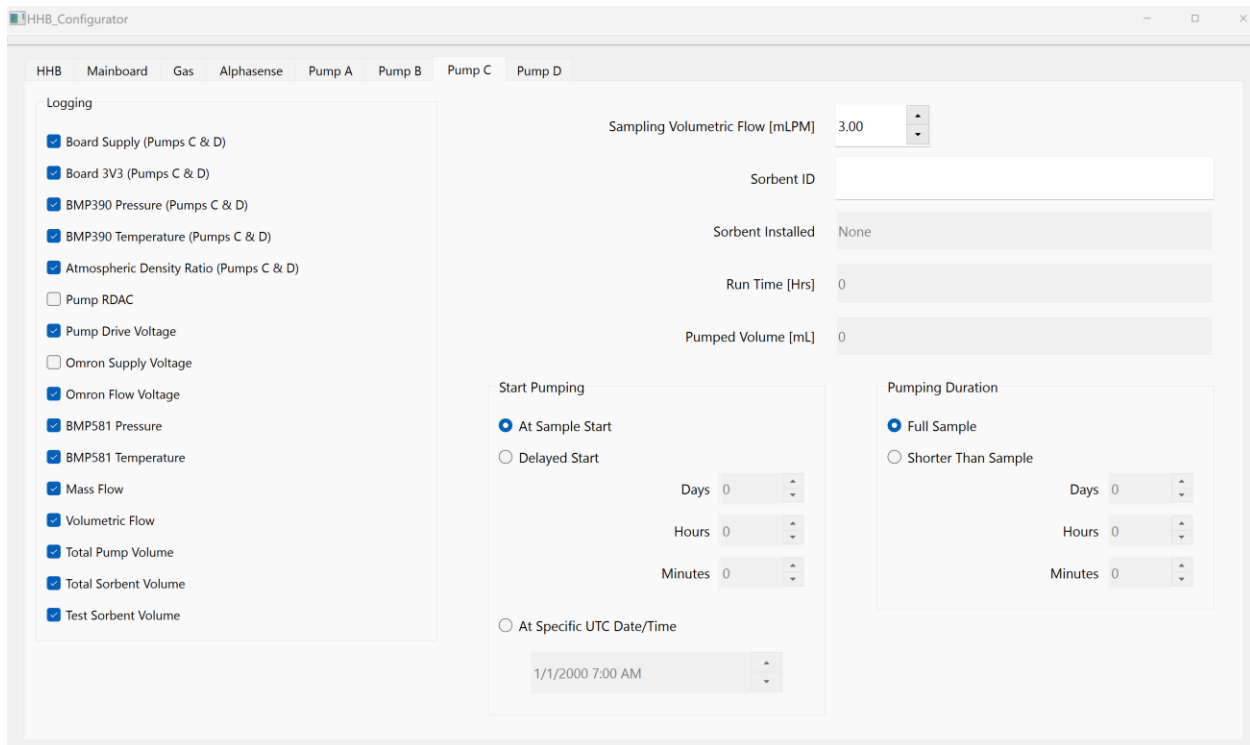 HHB_Configurator
HHB Mainboard Gas Alphasense Pump A Pump B Pump C Pump D
Logging
Board Supply (Pumps C & D)
Board 3V3 (Pumps C & D)
BMP390 Pressure (Pumps C & D)
BMP390 Temperature (Pumps C & D)
Atmospheric Density Ratio (Pumps C & D)
Pump RDAC
Pump Drive Voltage
Omron Supply Voltage
Omron Flow Voltage
BMP581 Pressure
BMP581 Temperature
Mass Flow
Volumetric Flow
Total Pump Volume
Total Sorbent Volume
Test Sorbent Volume
Sampling Volumetric Flow [mLPM] 3.00
Sorbent ID
Sorbent Installed None
Run Time [Hrs] 0
Pumped Volume [mL] 0
Start Pumping
At Sample Start
Delayed Start
Days 0
Hours 0
Minutes 0
At Specific UTC Date/Time
1/1/2000 7:00 AM
Pumping Duration
Full Sample
Shorter Than Sample
Days 0
Hours 0
Minutes 0